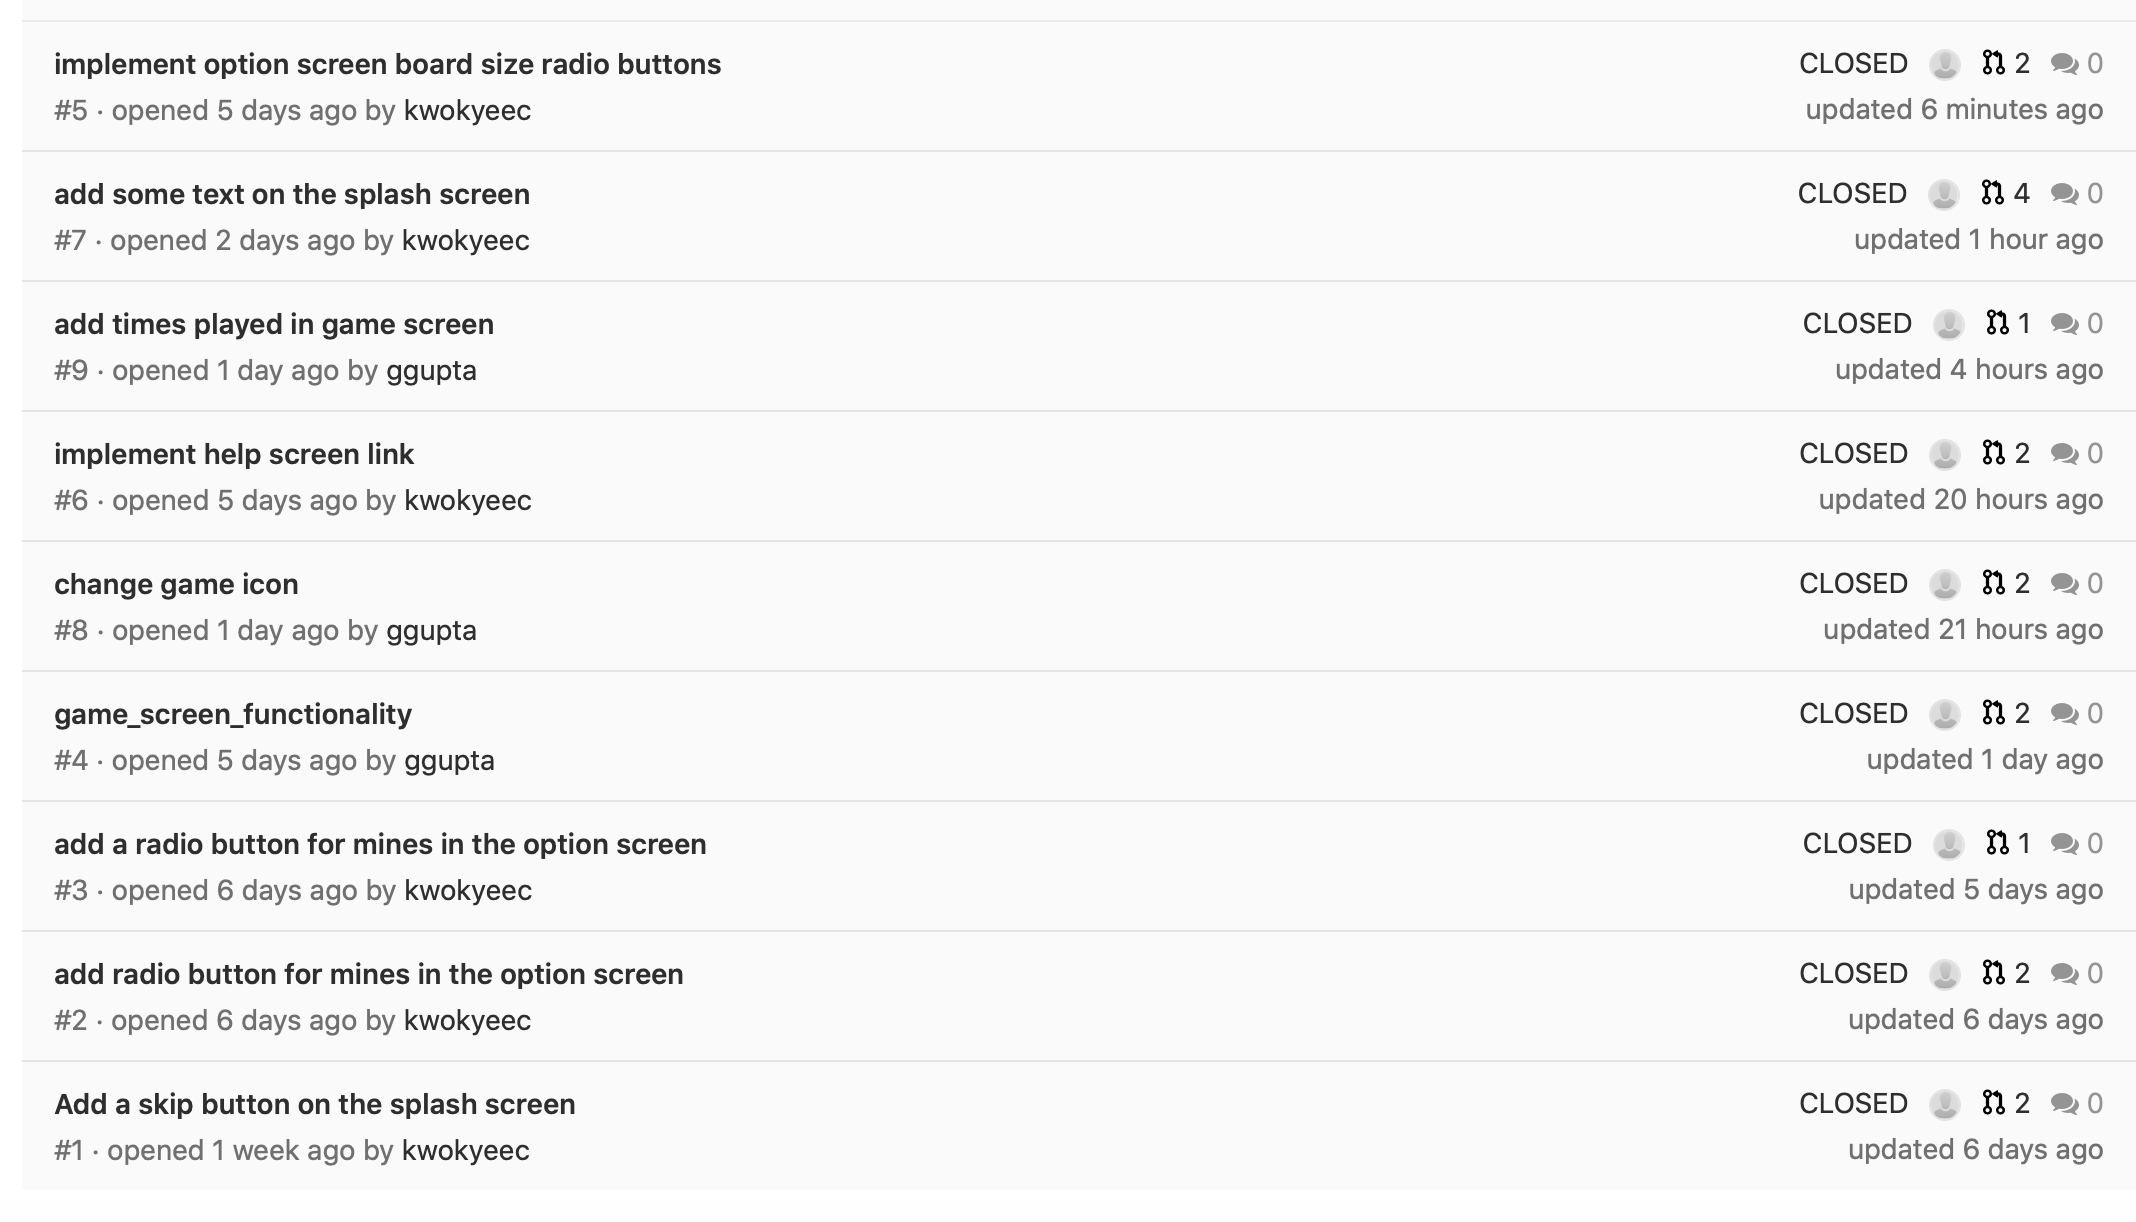 implement option screen board size radio buttons
CLOSED 2 0
#5 · opened 5 days ago by kwokyeec
updated 6 minutes ago
add some text on the splash screen
CLOSED 4 0
#7 · opened 2 days ago by kwokyeec
updated 1 hour ago
add times played in game screen
CLOSED 1 0
#9 · opened 1 day ago by ggupta
updated 4 hours ago
implement help screen link
CLOSED 2 0
#6 · opened 5 days ago by kwokyeec
updated 20 hours ago
change game icon
CLOSED 2 0
#8 · opened 1 day ago by ggupta
updated 21 hours ago
game_screen_functionality
CLOSED 2 0
#4 · opened 5 days ago by ggupta
updated 1 day ago
add a radio button for mines in the option screen
CLOSED 1 0
#3 · opened 6 days ago by kwokyeec
updated 5 days ago
add radio button for mines in the option screen
CLOSED 2 0
#2 · opened 6 days ago by kwokyeec
updated 6 days ago
Add a skip button on the splash screen
CLOSED 2 0
#1 · opened 1 week ago by kwokyeec
updated 6 days ago